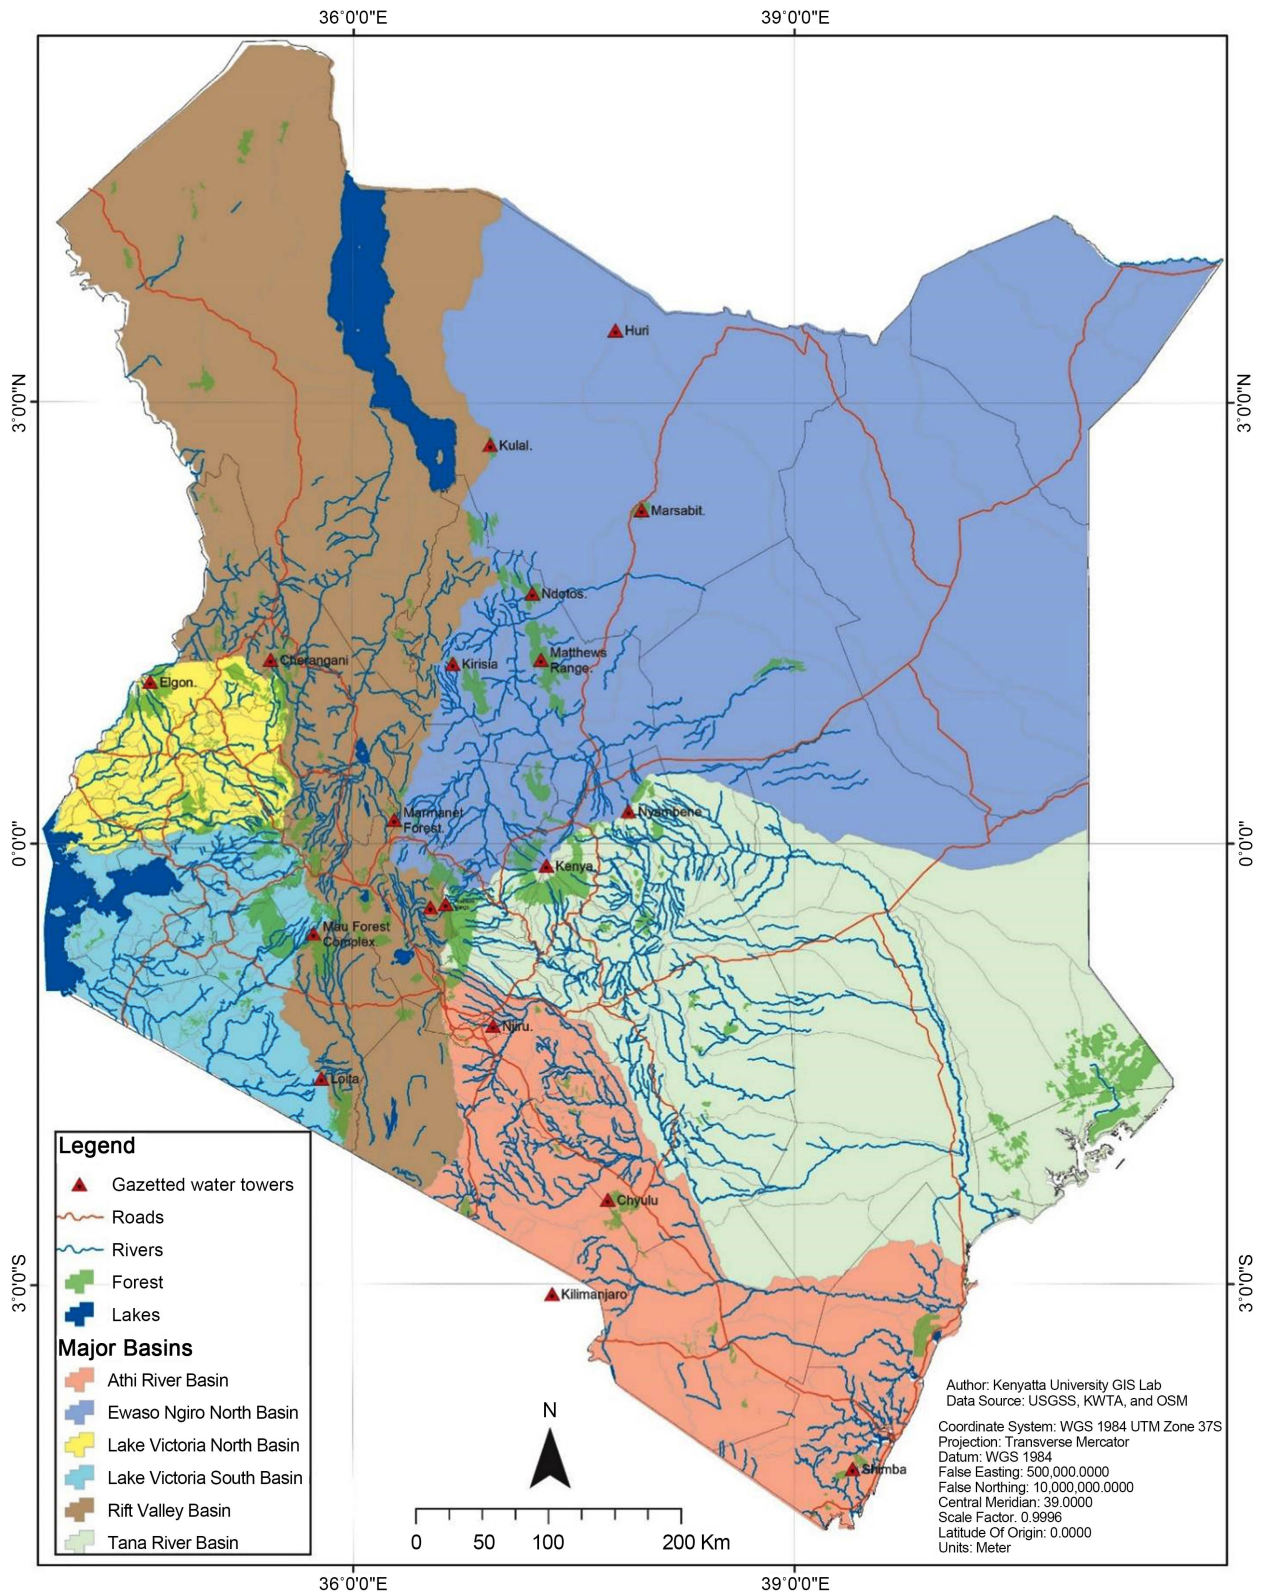 36°0'0"E
39°0'0"E
3°0'0"N
3°0'0"N
Huri
Kulal.
Marsabit.
Ndotos.
Matthews
Range.
Kirisia
Cherangani
Elgon.
Marmanet
Forest.
Nyambene
0°0'0"
0°0'0"
Kenya
Mau Forest
Complex
Njiru.
Loita
Chyulu
Kilimanjaro
Shimba
3°0'0"S
3°0'0"S
Legend
Gazetted water towers
Roads
Rivers
Forest
Lakes
Major Basins
Athi River Basin
Ewaso Ngiro North Basin
Lake Victoria North Basin
Lake Victoria South Basin
Rift Valley Basin
Tana River Basin
N
0 50 100 200 Km
Author: Kenyatta University GIS Lab
Data Source: USGSS, KWTA, and OSM
Coordinate System: WGS 1984 UTM Zone 37S
Projection: Transverse Mercator
Datum: WGS 1984
False Easting: 500,000.0000
False Northing: 10,000,000.0000
Central Meridian: 39.0000
Scale Factor. 0.9996
Latitude Of Origin: 0.0000
Units: Meter
36°0'0"E
39°0'0"E